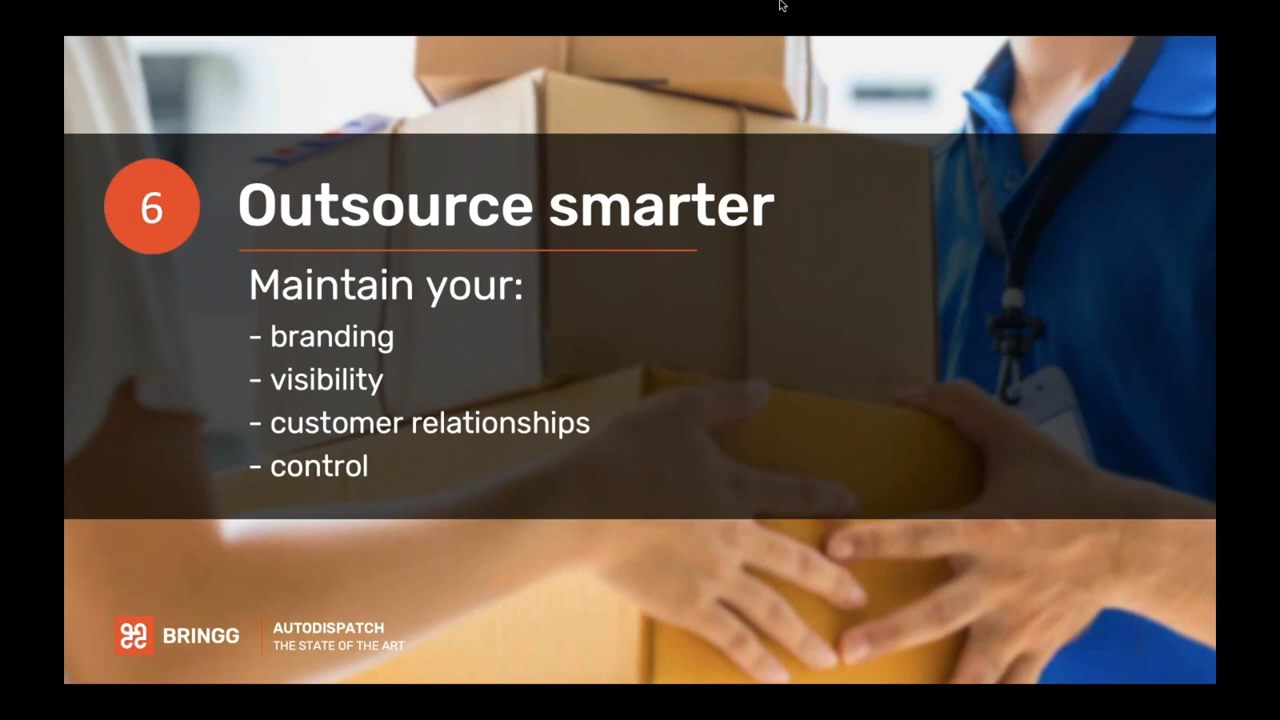 6
Outsource smarter
Maintain your:
- branding
- visibility
- customer relationships
- control
BRINGG
AUTODISPATCH
THE STATE OF THE ART